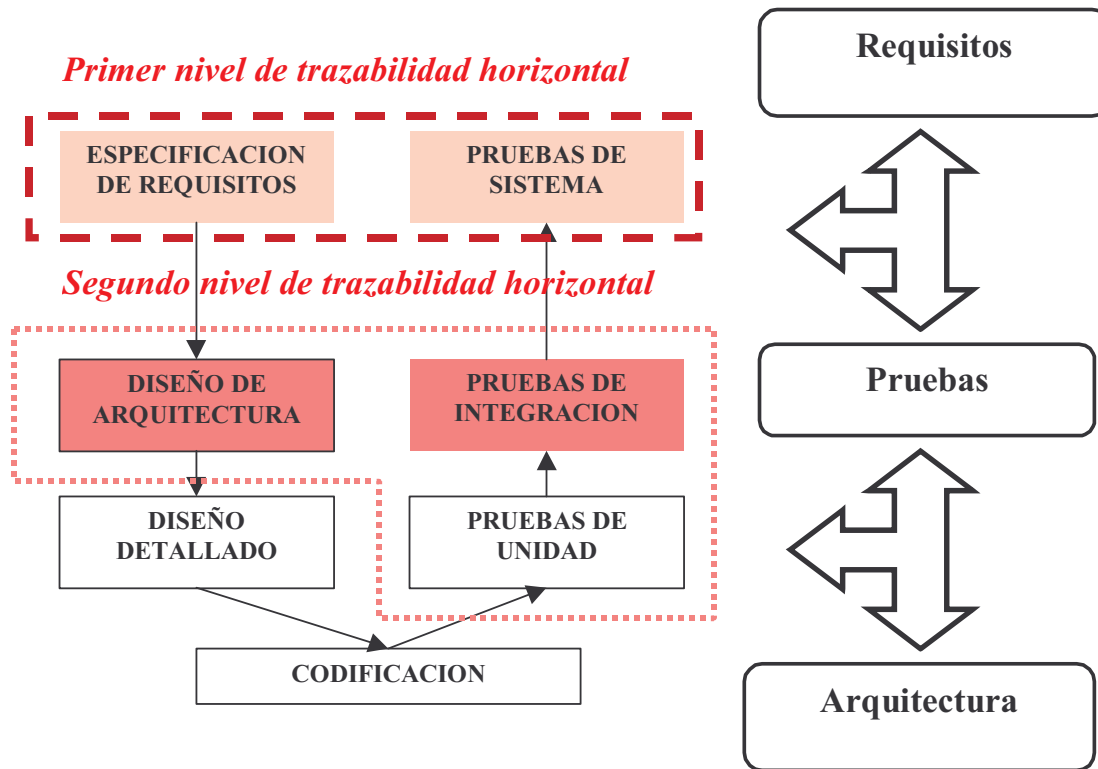 Primer nivel de trazabilidad horizontal
ESPECIFICACION
DE REQUISITOS
PRUEBAS DE
SISTEMA
Segundo nivel de trazabilidad horizontal
DISEÑO DE
ARQUITECTURA
PRUEBAS DE
INTEGRACION
DISEÑO
DETALLADO
PRUEBAS DE
UNIDAD
CODIFICACION
Requisitos
Pruebas
Arquitectura